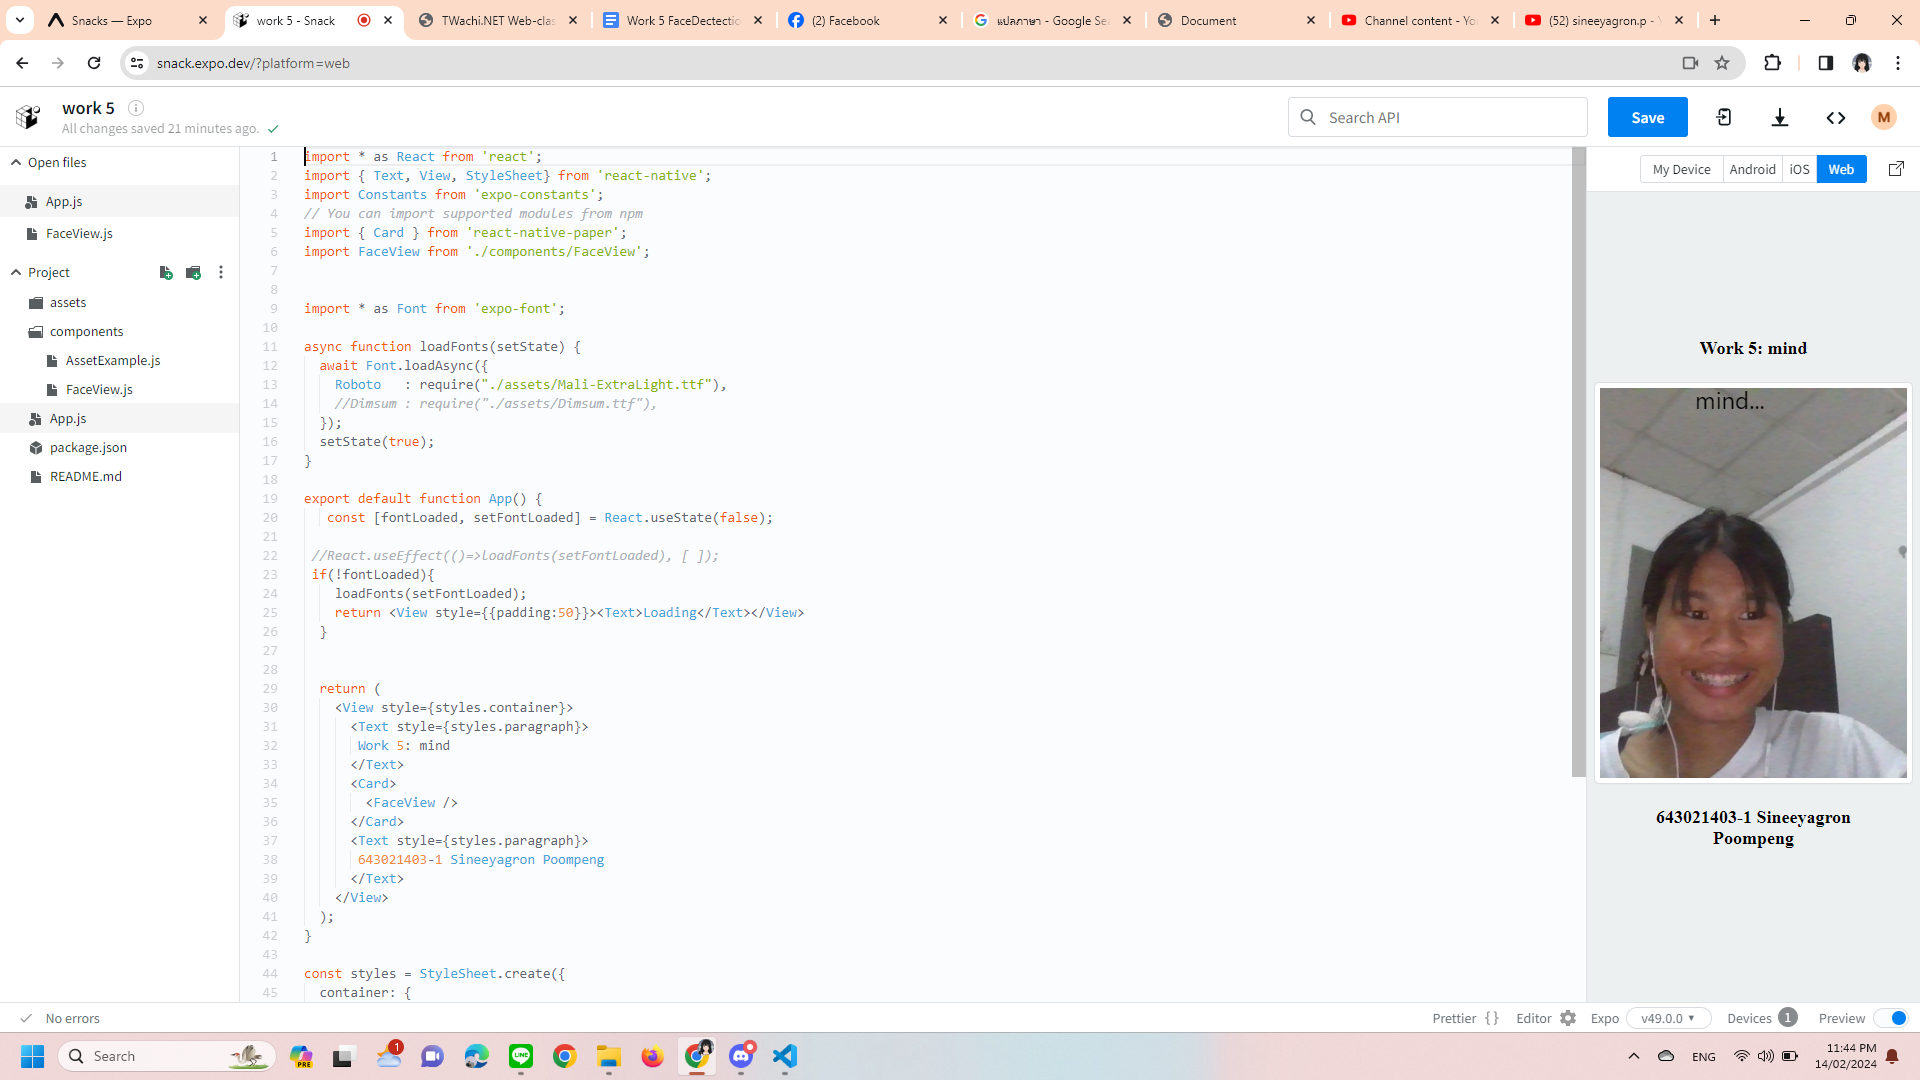 Snacks — Expo
work 5 - Snack
TWachi.NET Web-clas
Work 5 FaceDectectio
(2) Facebook
แปลภาษา - Google Sea
Document
Channel content - Yo
(52) sineeyagron.p - Y
snack.expo.dev/?platform=web
work 5
All changes saved 21 minutes ago.
Search API
Save
M
Open files
App.js
FaceView.js
Project
assets
components
AssetExample.js
FaceView.js
App.js
package.json
README.md
1 import * as React from 'react';
2 import { Text, View, StyleSheet} from 'react-native';
3 import Constants from 'expo-constants';
4 // You can import supported modules from npm
5 import { Card } from 'react-native-paper';
6 import FaceView from './components/FaceView';
7
8
9 import * as Font from 'expo-font';
10
11 async function loadFonts(setState) {
12 await Font.loadAsync({
13 Roboto   : require("./assets/Mali-ExtraLight.ttf"),
14 //Dimsum : require("./assets/Dimsum.ttf"),
15 });
16 setState(true);
17 }
18
19 export default function App() {
20 const [fontLoaded, setFontLoaded] = React.useState(false);
21
22 //React.useEffect(()=>loadFonts(setFontLoaded), [ ]);
23 if(!fontLoaded){
24 loadFonts(setFontLoaded);
25 return <View style={{padding:50}}><Text>Loading</Text></View>
26 }
27
28
29 return (
30 <View style={styles.container}>
31 <Text style={styles.paragraph}>
32 Work 5: mind
33 </Text>
34 <Card>
35 <FaceView />
36 </Card>
37 <Text style={styles.paragraph}>
38 643021403-1 Sineeyagron Poompeng
39 </Text>
40 </View>
41 );
42 }
43
44 const styles = StyleSheet.create({
45 container: {
My Device
Android
iOS
Web
Work 5: mind
mind...
643021403-1 Sineeyagron
Poompeng
No errors
Prettier { }
Editor
Expo
v49.0.0
Devices 1
Preview
Search
PRE
1
LINE
ENG
11:44 PM
14/02/2024